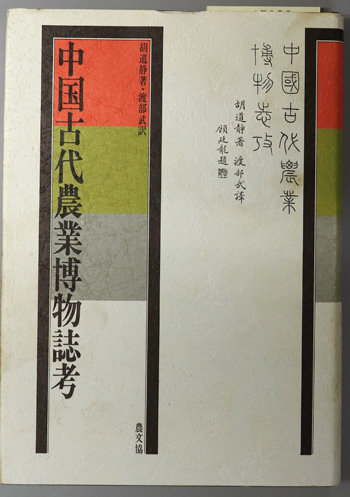 中國古代農業
博物志攷
胡道静著 渡部武譯
顧廷龍題
胡道静著・渡部武訳
中国古代農業博物誌考
農文協